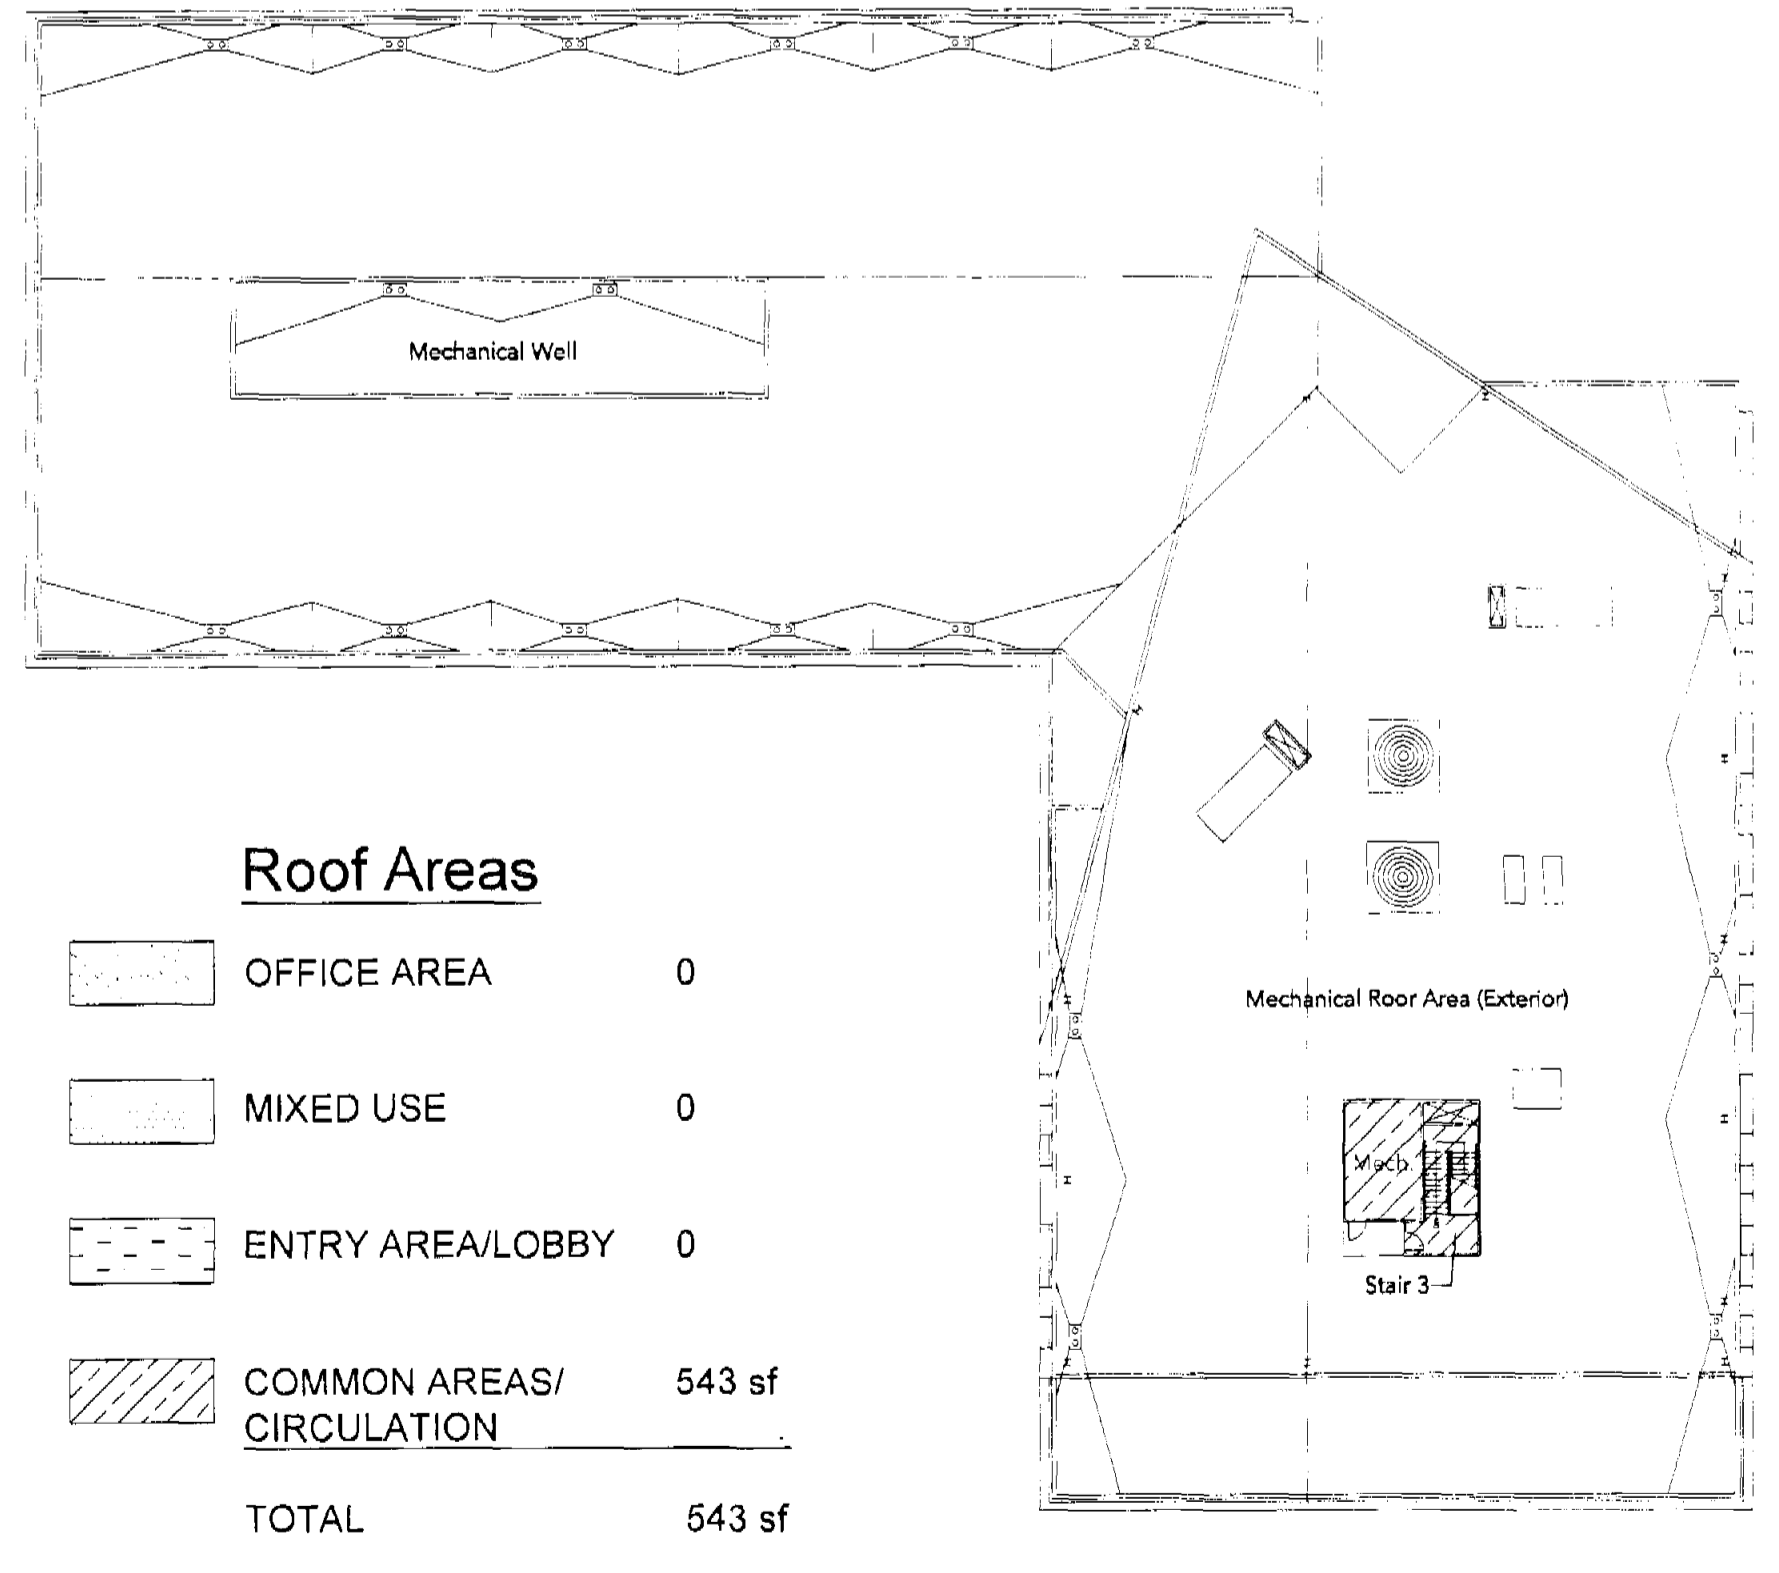 Mechanical Well
Roof Areas
OFFICE AREA 0
MIXED USE 0
ENTRY AREA/LOBBY 0
COMMON AREAS/ 543 sf
CIRCULATION
TOTAL 543 sf
Mechanical Roor Area (Exterior)
Mech.
Stair 3